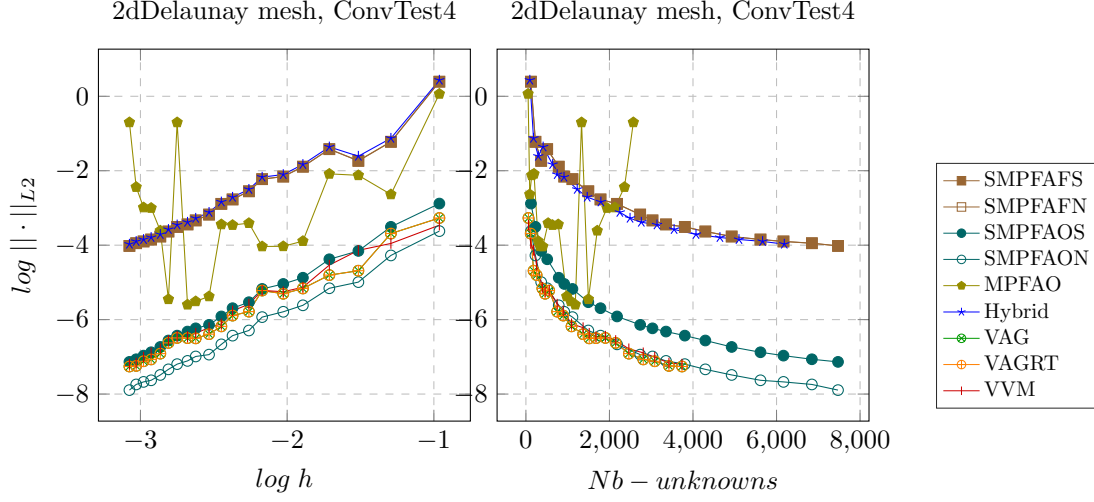 2dDelaunay mesh, ConvTest4
2dDelaunay mesh, ConvTest4
0
−2
−4
−6
−8
log || · ||L2
−3
−2
−1
log h
0
−2
−4
−6
−8
0
2,000
4,000
6,000
8,000
Nb − unknowns
SMPFAFS
SMPFAFN
SMPFAOS
SMPFAON
MPFAO
Hybrid
VAG
VAGRT
VVM